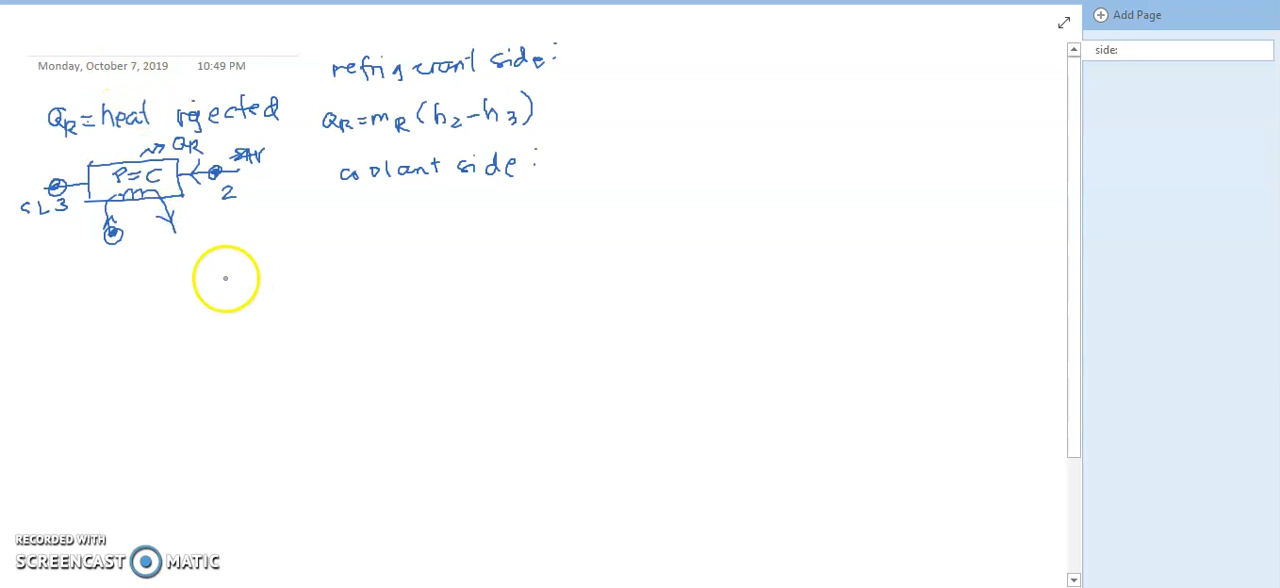 Add Page
side:
Monday, October 7, 2019 10:49 PM
QR = heat rejected
QR
P = C
2
3
refrigerant side:
QR = mR (h2 - h3)
coolant side:
RECORDED WITH
SCREENCAST MATIC